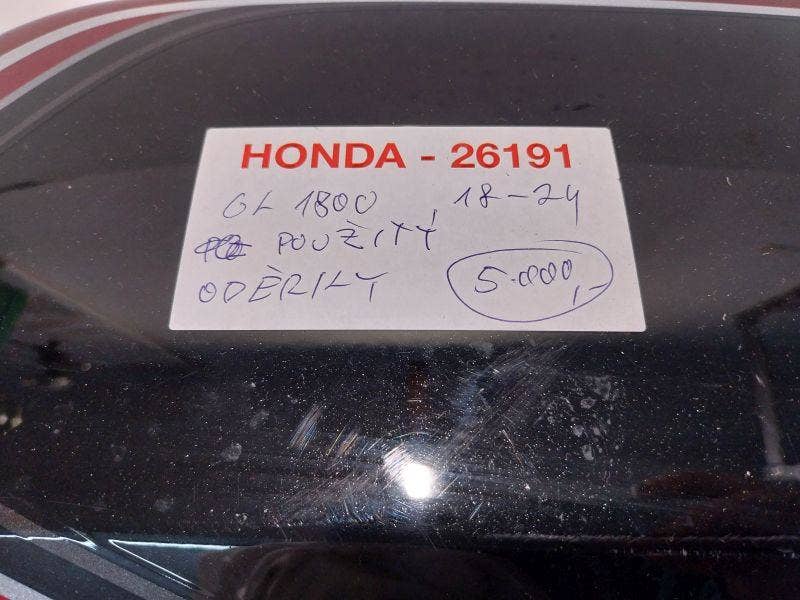 HONDA - 26191
GL 1800 18-24
POUŽITÝ
ODĚRKY 5.000,-